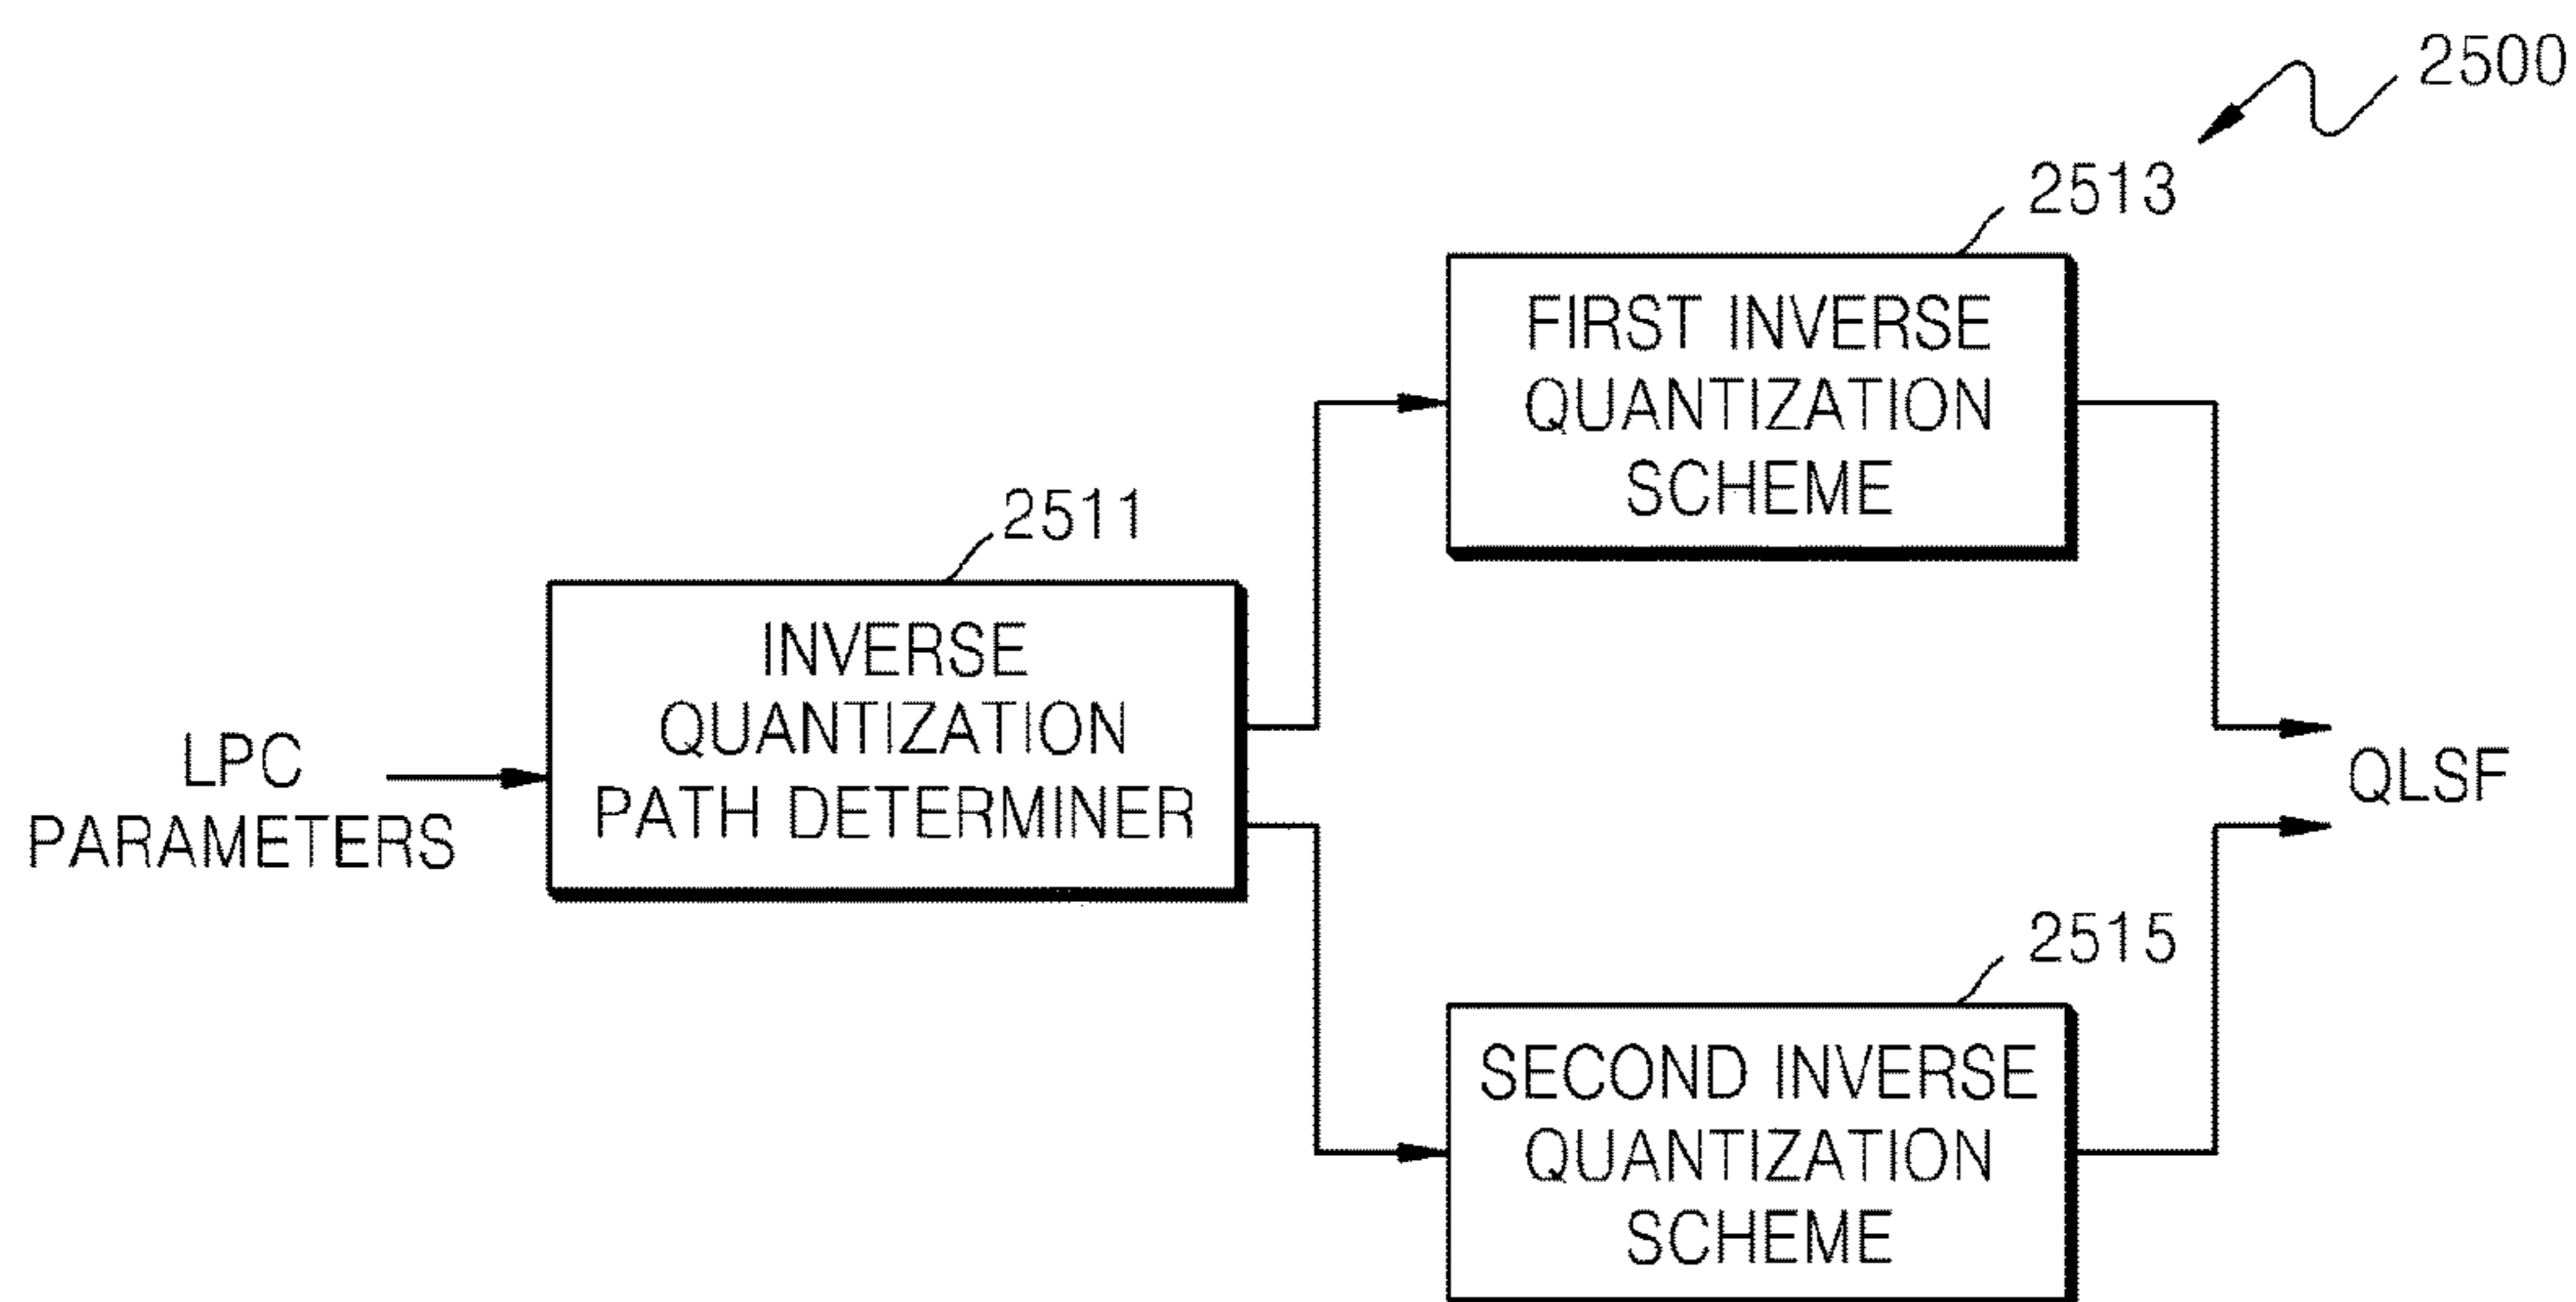 2500
2513
FIRST INVERSE
QUANTIZATION
SCHEME
2511
INVERSE
QUANTIZATION
PATH DETERMINER
LPC
PARAMETERS
QLSF
2515
SECOND INVERSE
QUANTIZATION
SCHEME